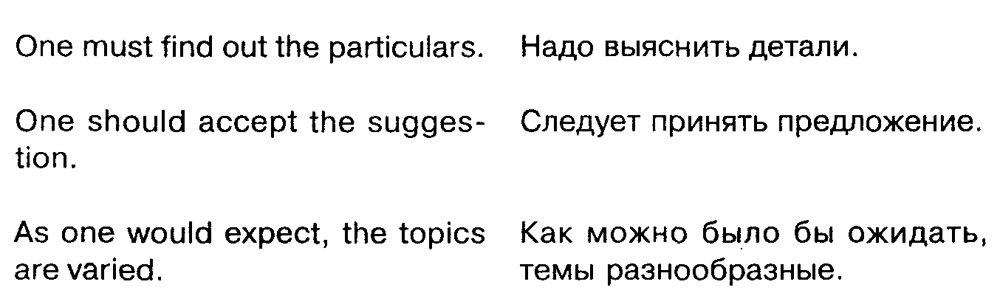 One must find out the particulars.
Надо выяснить детали.
One should accept the sugges-
tion.
Следует принять предложение.
As one would expect, the topics
are varied.
Как можно было бы ожидать,
темы разнообразные.